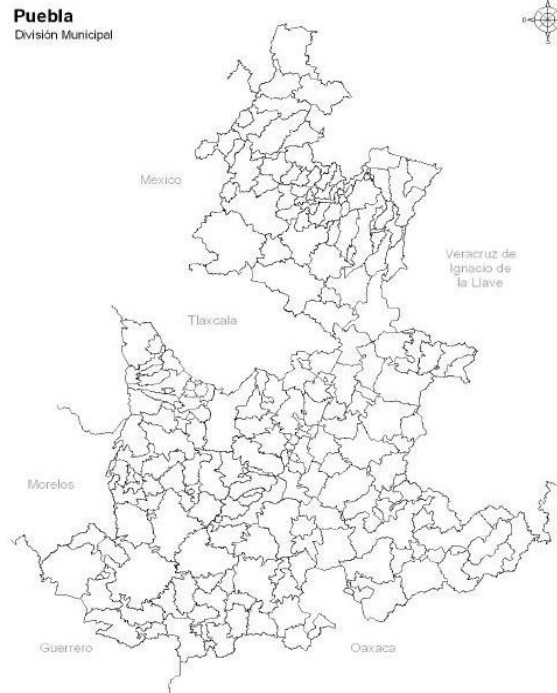 Puebla
División Municipal
México
Veracruz de
Ignacio de
la Llave
Tlaxcala
Morelos
Guerrero
Oaxaca